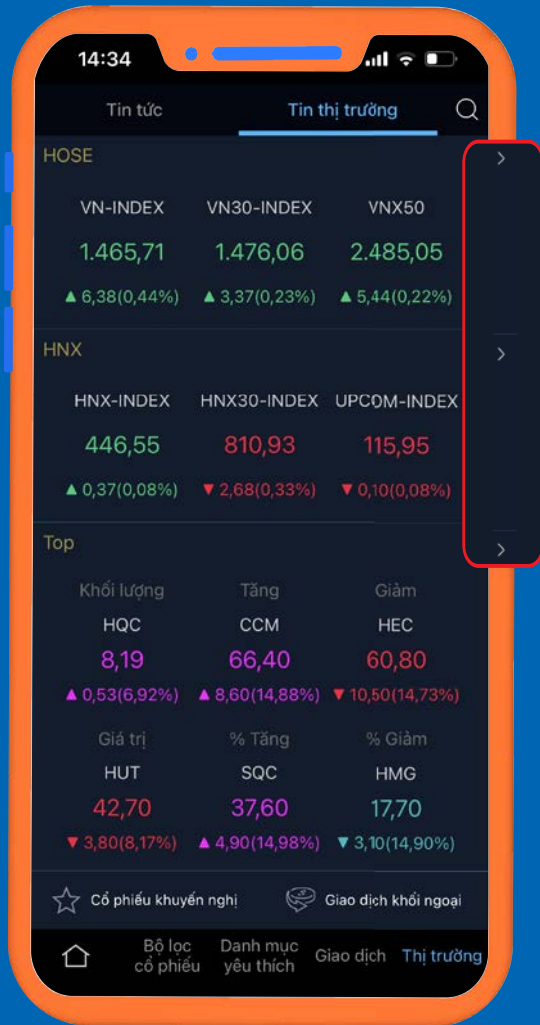 14:34
Tin tức Tin thị trường
HOSE
VN-INDEX VN30-INDEX VNX50
1.465,71 1.476,06 2.485,05
▲ 6,38(0,44%) ▲ 3,37(0,23%) ▲ 5,44(0,22%)
HNX
HNX-INDEX HNX30-INDEX UPCOM-INDEX
446,55 810,93 115,95
▲ 0,37(0,08%) ▼ 2,68(0,33%) ▼ 0,10(0,08%)
Top
Khối lượng Tăng Giảm
HQC CCM HEC
8,19 66,40 60,80
▲ 0,53(6,92%) ▲ 8,60(14,88%) ▼ 10,50(14,73%)
Giá trị % Tăng % Giảm
HUT SQC HMG
42,70 37,60 17,70
▼ 3,80(8,17%) ▲ 4,90(14,98%) ▼ 3,10(14,90%)
Cổ phiếu khuyến nghị Giao dịch khối ngoại
Bộ lọc Danh mục Giao dịch Thị trường
cổ phiếu yêu thích